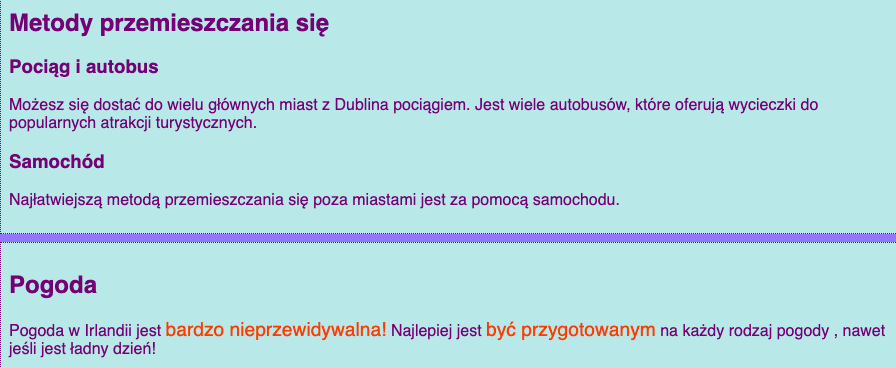 Metody przemieszczania się
Pociąg i autobus
Możesz się dostać do wielu głównych miast z Dublina pociągiem. Jest wiele autobusów, które oferują wycieczki do
popularnych atrakcji turystycznych.
Samochód
Najłatwiejszą metodą przemieszczania się poza miastami jest za pomocą samochodu.
Pogoda
Pogoda w Irlandii jest bardzo nieprzewidywalna! Najlepiej jest być przygotowanym na każdy rodzaj pogody , nawet
jeśli jest ładny dzień!